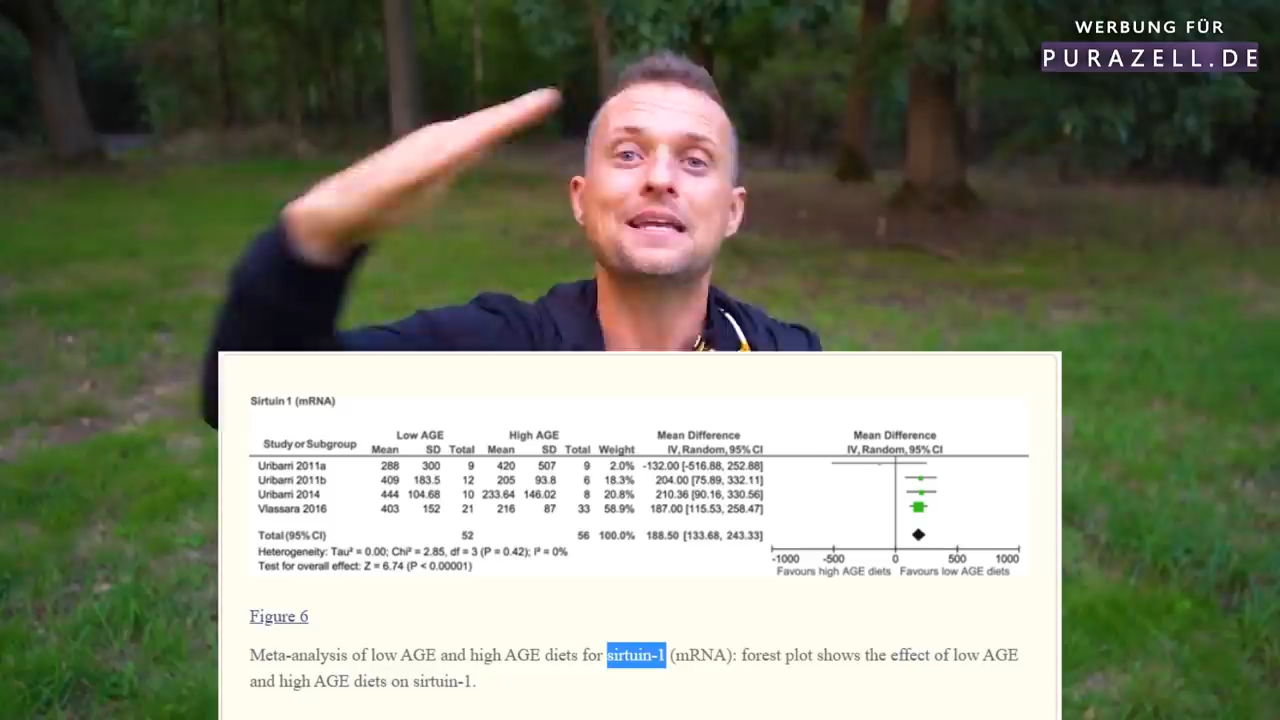 WERBUNG FÜR
PURAZELL.DE
Sirtuin 1 (mRNA)
Low AGE High AGE Mean Difference Mean Difference
Study or Subgroup Mean SD Total Mean SD Total Weight IV, Random, 95% CI IV, Random, 95% CI
Uribarri 2011a 288 300 9 420 507 9 2.0% -132.00 [-516.88, 252.88]
Uribarri 2011b 409 183.5 12 205 93.8 6 18.3% 204.00 [75.89, 332.11]
Uribarri 2014 444 104.68 10 233.64 146.02 8 20.8% 210.36 [90.16, 330.56]
Vlassara 2016 403 152 21 216 87 33 58.9% 187.00 [115.53, 258.47]
Total (95% CI) 52 56 100.0% 188.50 [133.68, 243.33]
Heterogeneity: Tau² = 0.00; Chi² = 2.85, df = 3 (P = 0.42); I² = 0%
Test for overall effect: Z = 6.74 (P < 0.00001)
-1000 -500 0 500 1000
Favours high AGE diets Favours low AGE diets
Figure 6
Meta-analysis of low AGE and high AGE diets for sirtuin-1 (mRNA): forest plot shows the effect of low AGE
and high AGE diets on sirtuin-1.